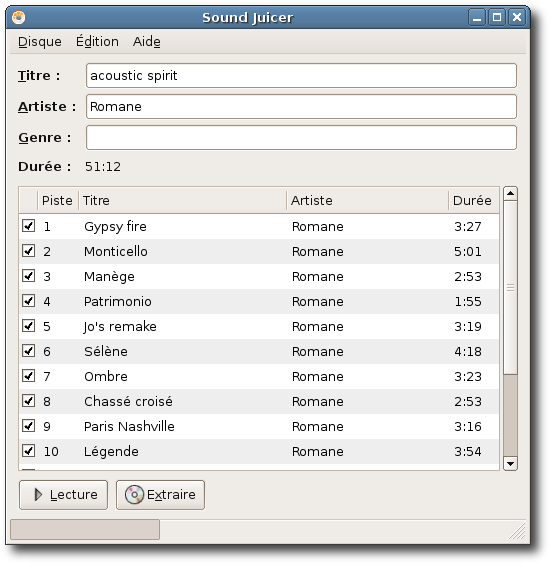 Sound Juicer
Disque Édition Aide
Titre : acoustic spirit
Artiste : Romane
Genre :
Durée : 51:12
Piste Titre Artiste Durée
1 Gypsy fire Romane 3:27
2 Monticello Romane 5:01
3 Manège Romane 2:53
4 Patrimonio Romane 1:55
5 Jo's remake Romane 3:19
6 Sélène Romane 4:18
7 Ombre Romane 3:23
8 Chassé croisé Romane 2:53
9 Paris Nashville Romane 3:16
10 Légende Romane 3:54
Lecture Extraire